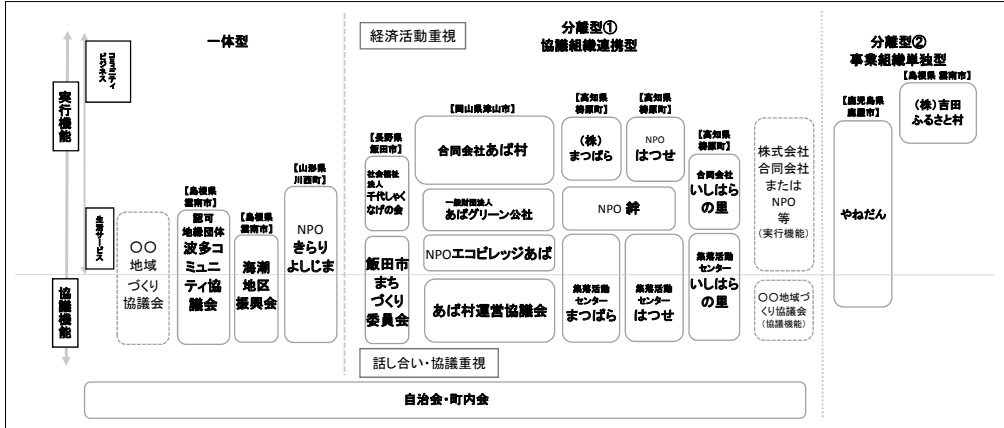 一体型
経済活動重視
分離型①
協議組織連携型
分離型②
事業組織単独型
コミュニティ
ビジネス
実行機能
生活サービス
協議機能
〇〇
地域
づくり
協議会
【島根県
雲南市】
認可
地縁団体
波多コ
ミュニ
ティ協
議会
【島根県
雲南市】
海潮
地区
振興会
【山形県
川西町】
NPO
きらり
よしじま
【長野県
飯田市】
社会福祉
法人
千代しゃく
なげの会
飯田市
まち
づくり
委員会
【岡山県津山市】
合同会社あば村
一般財団法人
あばグリーン公社
NPOエコビレッジあば
あば村運営協議会
【高知県
梼原町】
(株)
まつばら
【高知県
梼原町】
NPO
はつせ
NPO 絆
集落活動
センター
まつばら
集落活動
センター
はつせ
【高知県
梼原町】
合同会社
いしはら
の里
集落活動
センター
いしはら
の里
株式会社
合同会社
または
NPO
等
(実行機能)
〇〇地域づ
くり協議会
(協議機能)
【鹿児島県
鹿屋市】
やねだん
【島根県 雲南市】
(株)吉田
ふるさと村
話し合い・協議重視
自治会・町内会